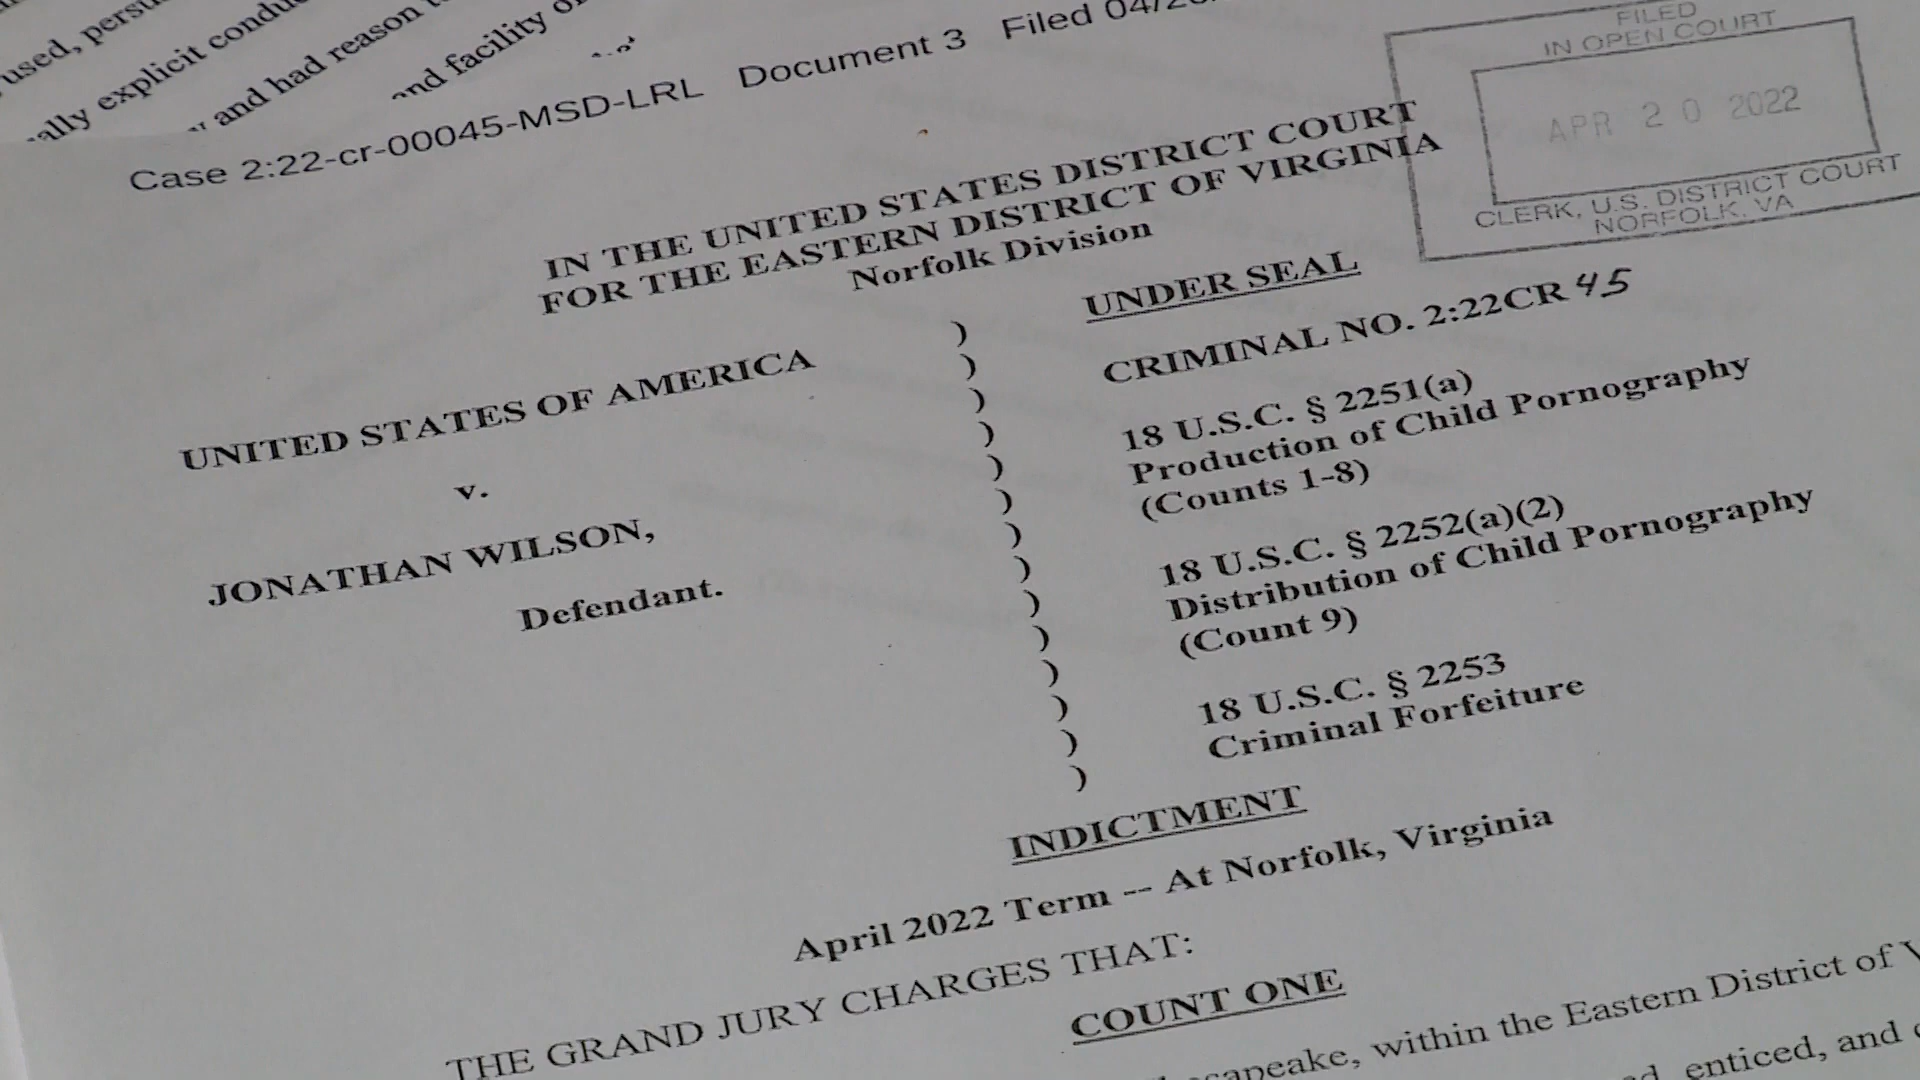 used, persu
ally explicit condu
and had reason t
and facility o
Case 2:22-cr-00045-MSD-LRL Document 3 Filed 04/20
FILED
IN OPEN COURT
APR 20 2022
CLERK, U.S. DISTRICT COURT
NORFOLK, VA
IN THE UNITED STATES DISTRICT COURT
FOR THE EASTERN DISTRICT OF VIRGINIA
Norfolk Division
UNDER SEAL
UNITED STATES OF AMERICA
v.
JONATHAN WILSON,
Defendant.
)
)
)
)
)
)
)
)
)
)
)
)
)
)
CRIMINAL NO. 2:22CR 45
18 U.S.C. § 2251(a)
Production of Child Pornography
(Counts 1-8)
18 U.S.C. § 2252(a)(2)
Distribution of Child Pornography
(Count 9)
18 U.S.C. § 2253
Criminal Forfeiture
INDICTMENT
April 2022 Term -- At Norfolk, Virginia
THE GRAND JURY CHARGES THAT:
COUNT ONE
esapeake, within the Eastern District of V
enticed, and